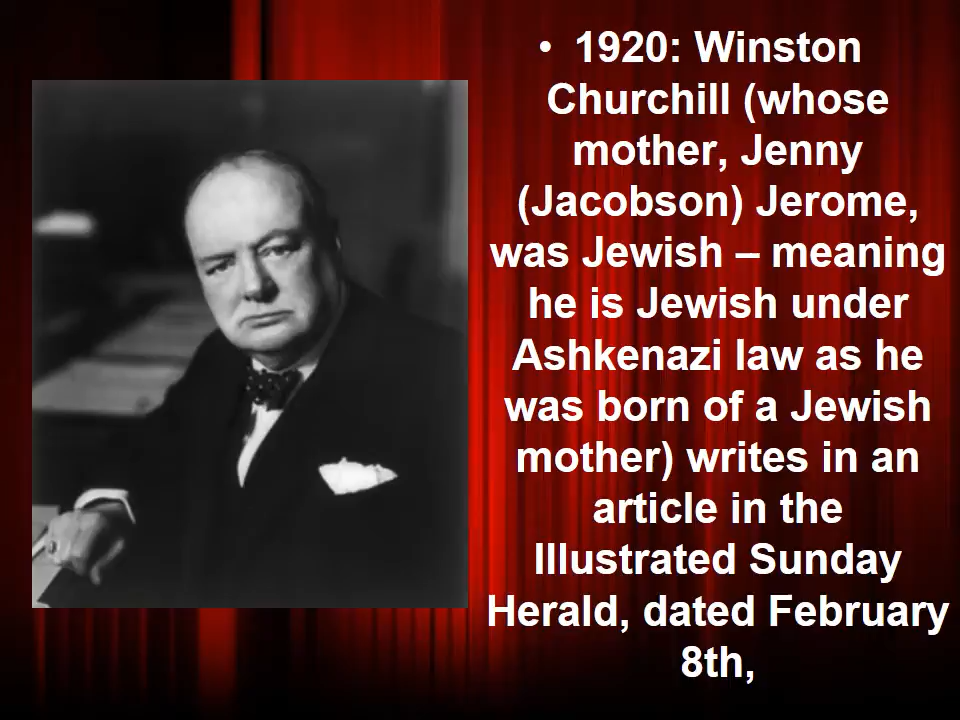 • 1920: Winston
Churchill (whose
mother, Jenny
(Jacobson) Jerome,
was Jewish – meaning
he is Jewish under
Ashkenazi law as he
was born of a Jewish
mother) writes in an
article in the
Illustrated Sunday
Herald, dated February
8th,